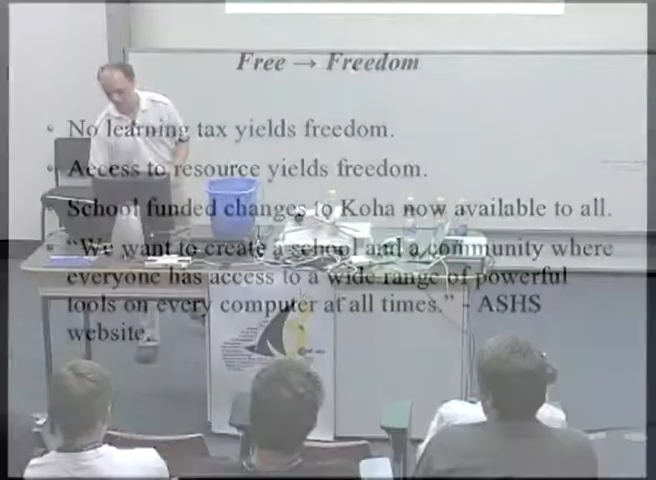 Free → Freedom
• No learning tax yields freedom.
• Access to resource yields freedom.
• School funded changes to Koha now available to all.
• “We want to create a school and a community where
everyone has access to a wide range of powerful
tools on every computer at all times.” - ASHS
website.